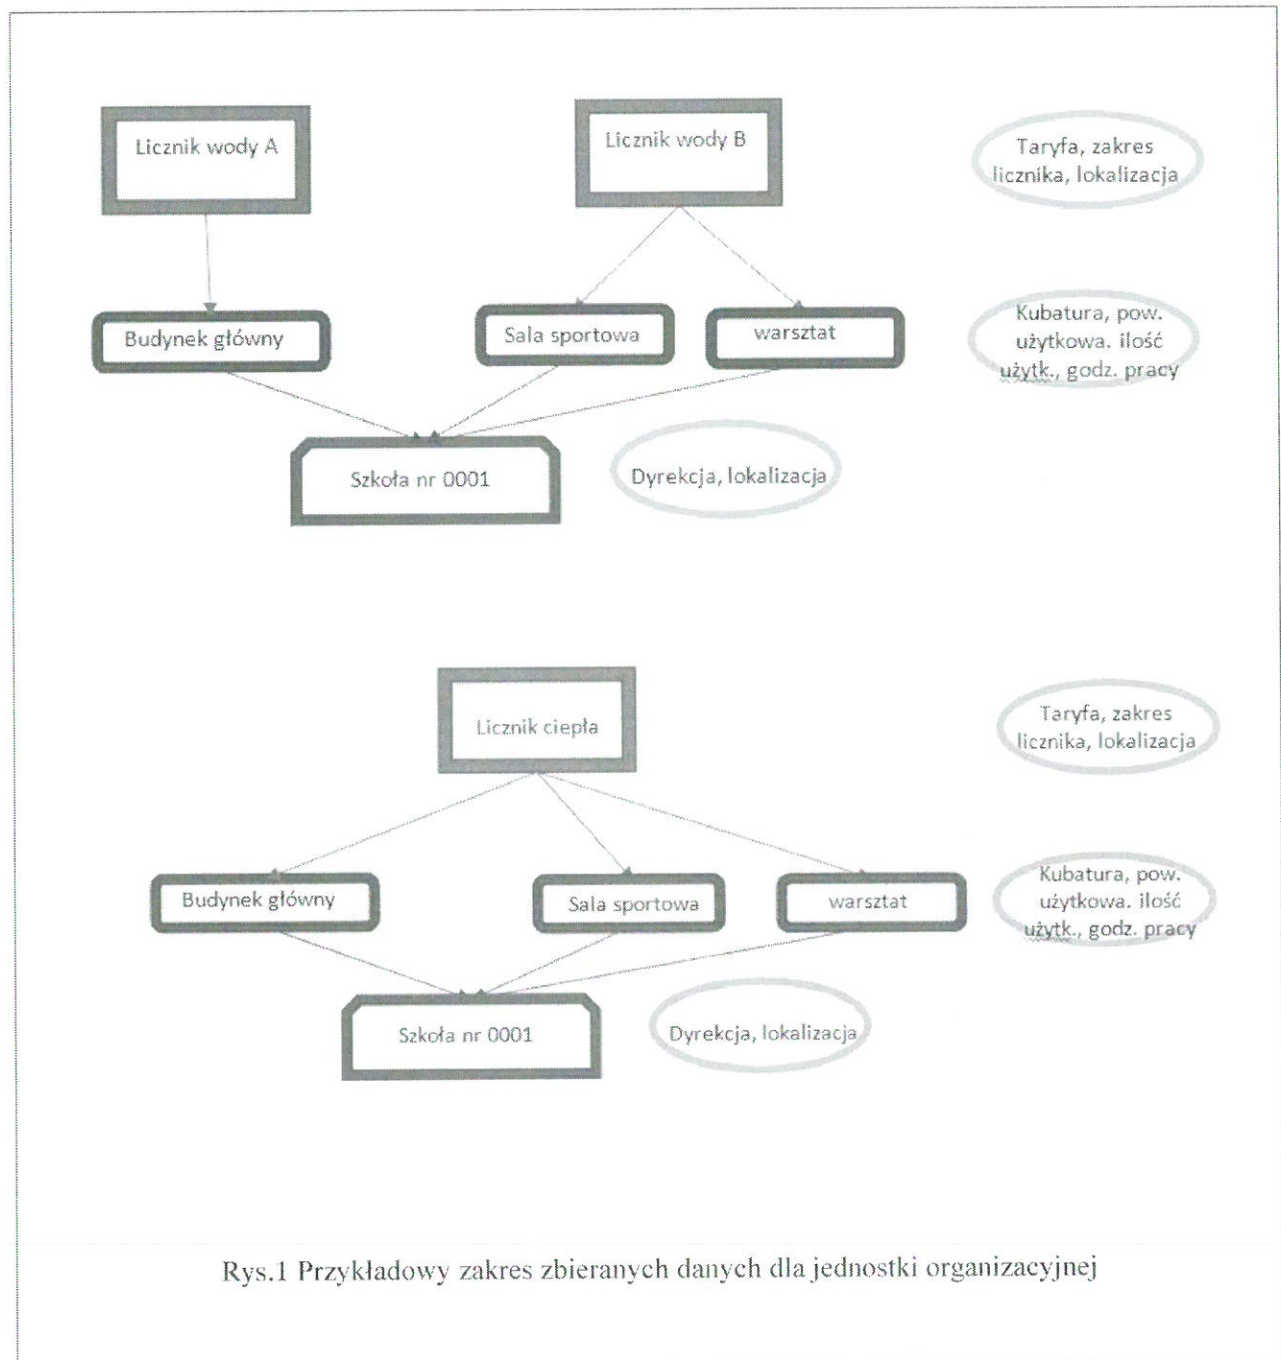 Licznik wody A
Licznik wody B
Taryfa, zakres
licznika, lokalizacja
Budynek główny
Sala sportowa
warsztat
Kubatura, pow.
użytkowa. ilość
użytk., godz. pracy
Szkoła nr 0001
Dyrekcja, lokalizacja
Licznik ciepła
Taryfa, zakres
licznika, lokalizacja
Budynek główny
Sala sportowa
warsztat
Kubatura, pow.
użytkowa. ilość
użytk., godz. pracy
Szkoła nr 0001
Dyrekcja, lokalizacja
Rys.1 Przykładowy zakres zbieranych danych dla jednostki organizacyjnej